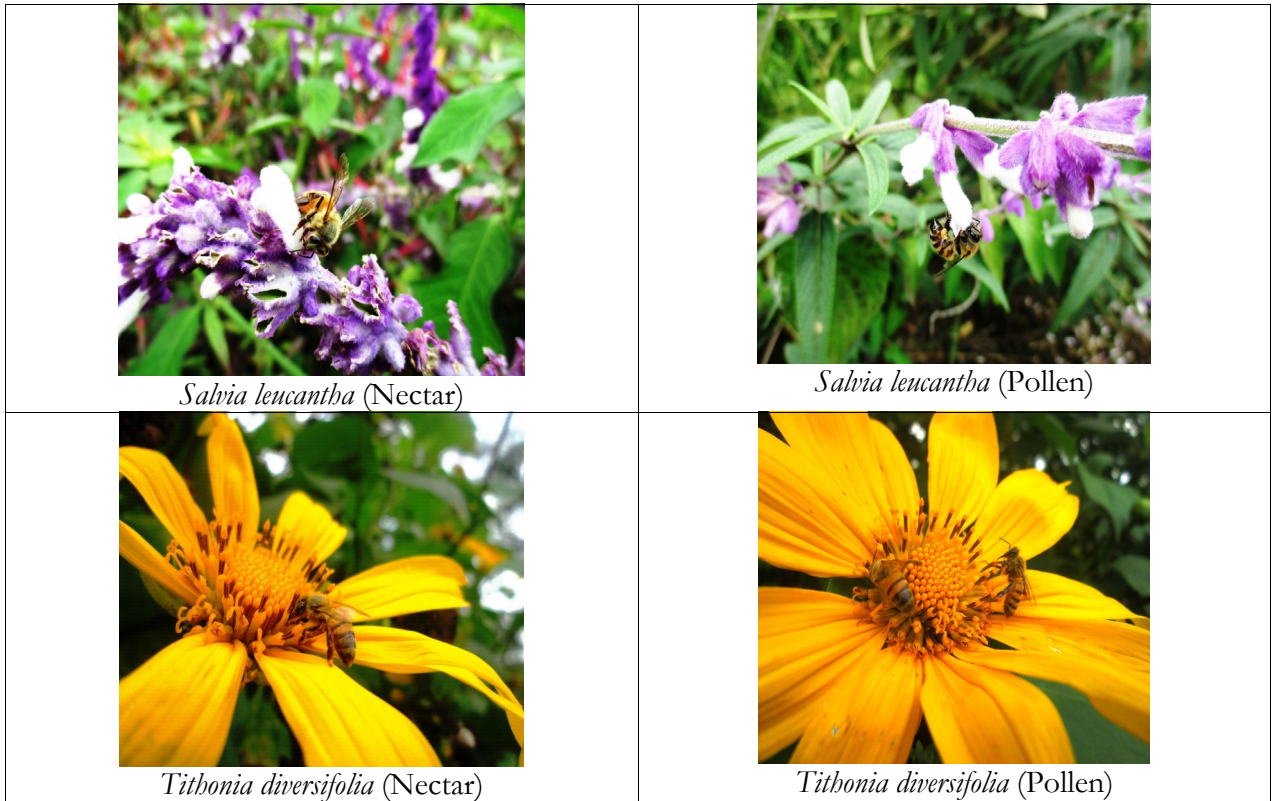 Salvia leucantha (Nectar)
Salvia leucantha (Pollen)
Tithonia diversifolia (Nectar)
Tithonia diversifolia (Pollen)